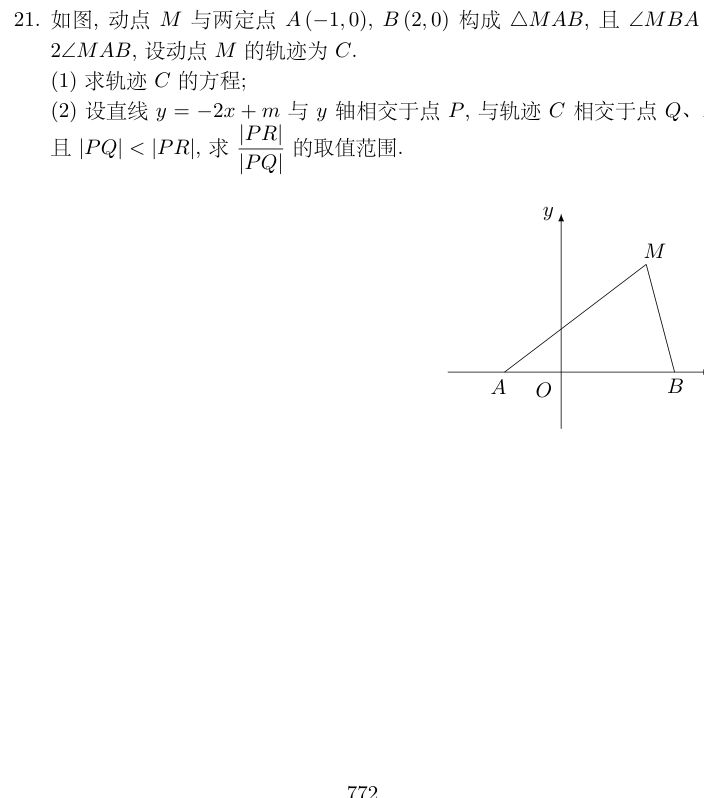 21. 如图, 动点 M 与两定点 A(−1,0), B(2,0) 构成 △MAB, 且 ∠MBA
2∠MAB, 设动点 M 的轨迹为 C.
(1) 求轨迹 C 的方程;
(2) 设直线 y = −2x + m 与 y 轴相交于点 P, 与轨迹 C 相交于点 Q、
且 |PQ| < |PR|, 求 |PR|/|PQ| 的取值范围.
y
M
A
O
B
772